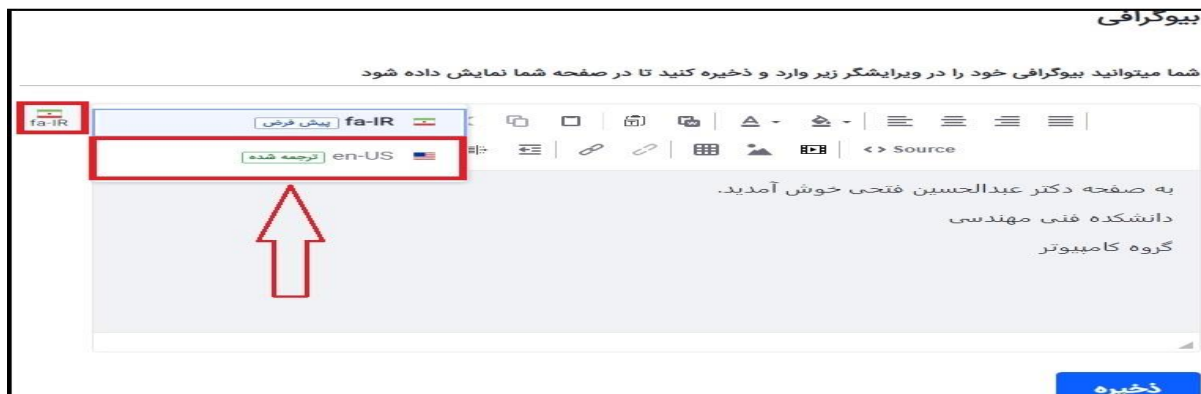 بیوگرافی
شما میتوانید بیوگرافی خود را در ویرایشگر زیر وارد و ذخیره کنید تا در صفحه شما نمایش داده شود
fa-IR
fa-IR پیش فرض
en-US ترجمه شده
Source
به صفحه دکتر عبدالحسین فتحی خوش آمدید.
دانشکده فنی مهندسی
گروه کامپیوتر
ذخیره